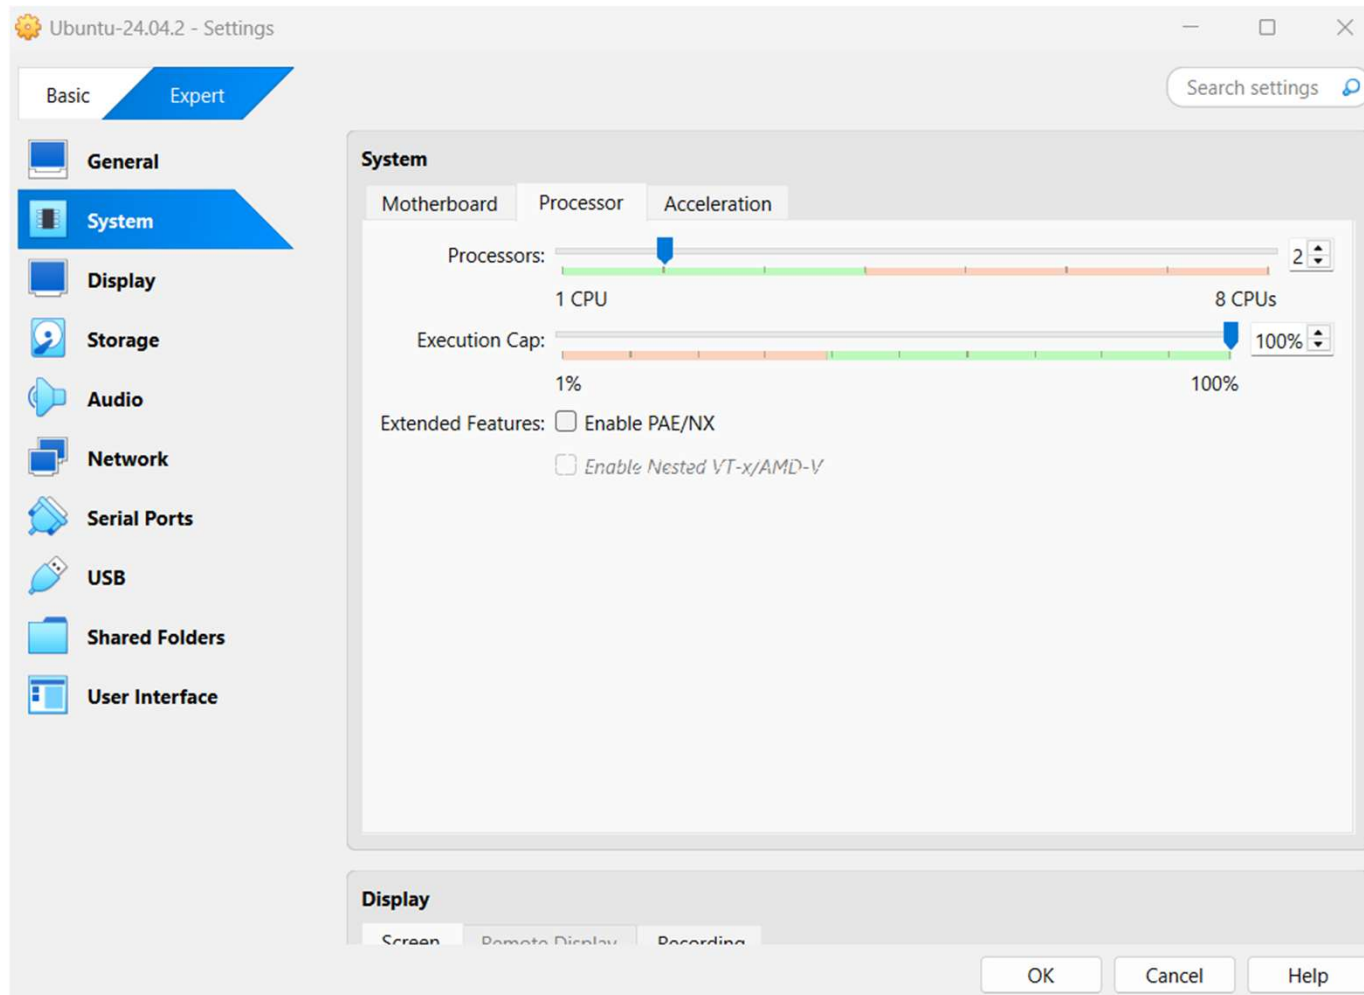 Ubuntu-24.04.2 - Settings
Basic
Expert
Search settings
General
System
Display
Storage
Audio
Network
Serial Ports
USB
Shared Folders
User Interface
System
Motherboard
Processor
Acceleration
Processors:
2
1 CPU
8 CPUs
Execution Cap:
100%
1%
100%
Extended Features:
Enable PAE/NX
Enable Nested VT-x/AMD-V
Display
Screen
Remote Display
Recording
OK
Cancel
Help